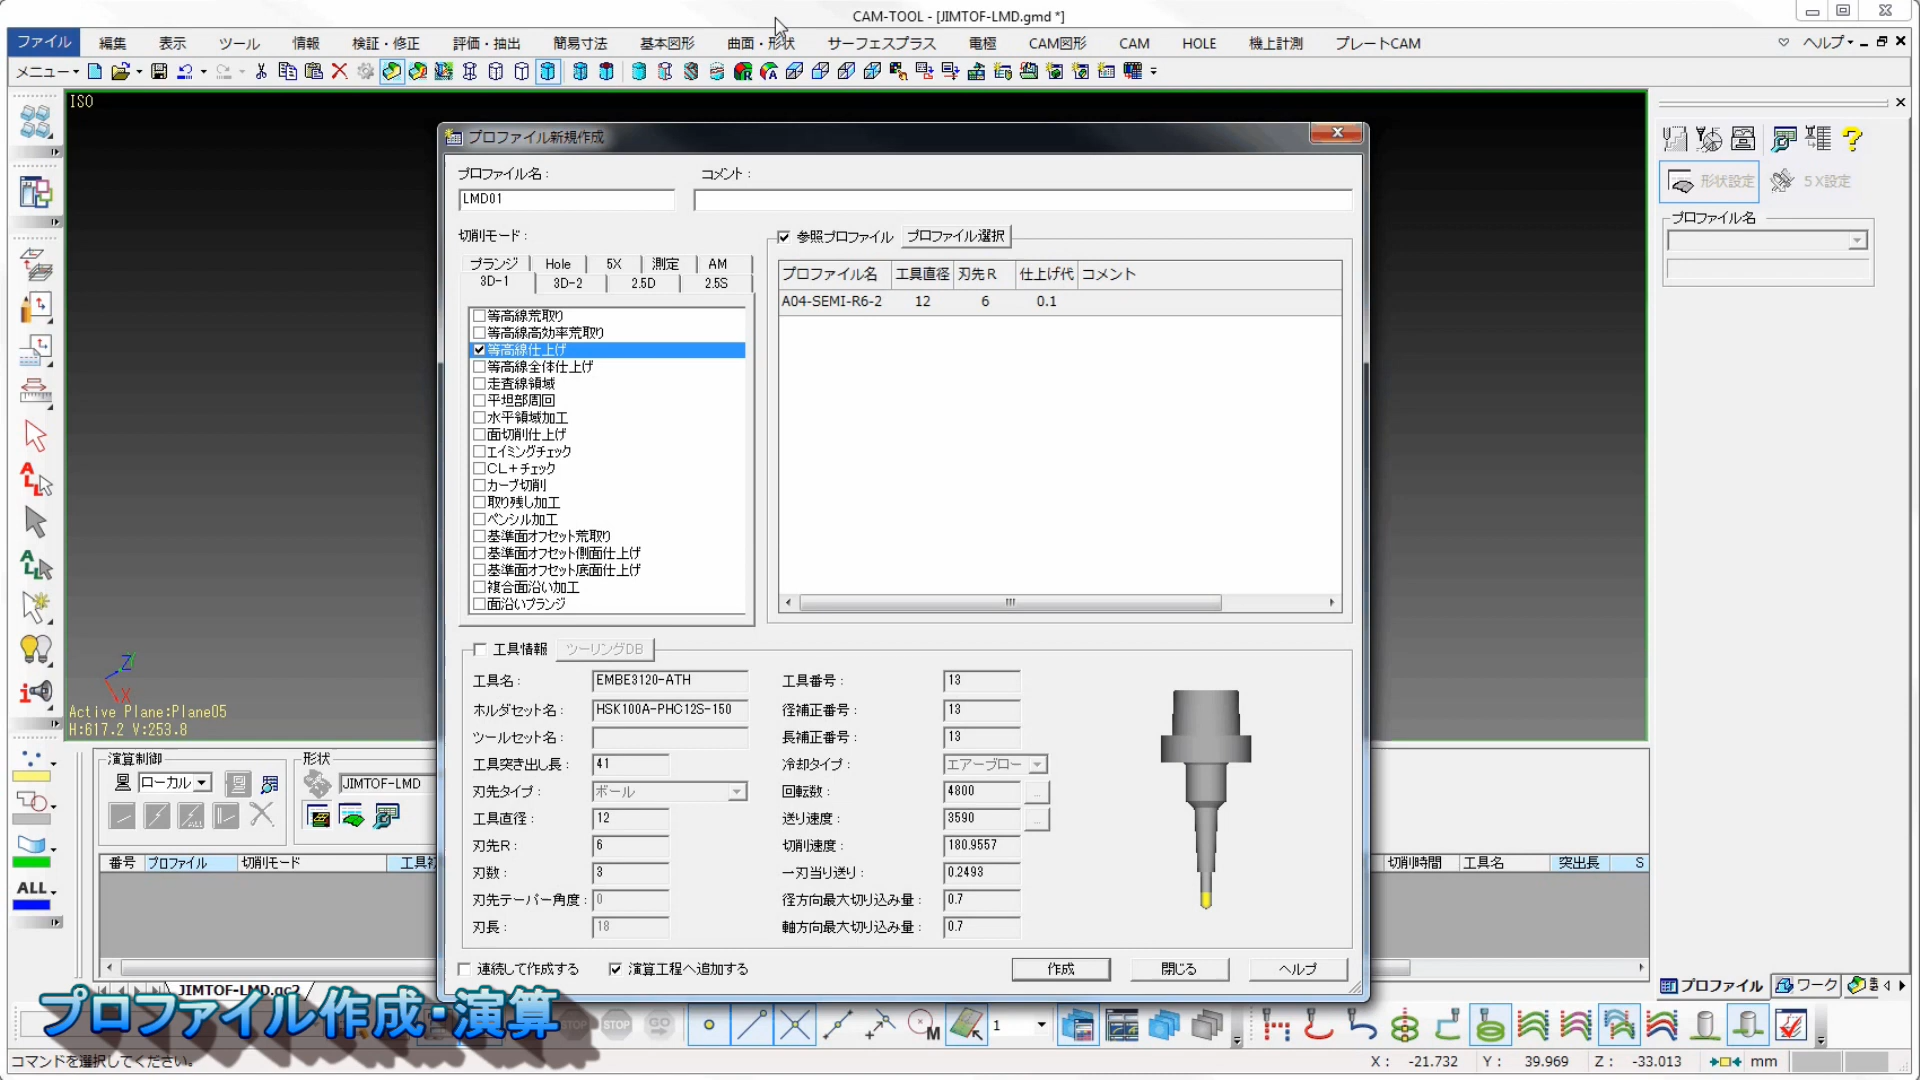 CAM-TOOL - [JIMTOF-LMD.gmd *]
ファイル 編集 表示 ツール 情報 検証・修正 評価・抽出 簡易寸法 基本図形 曲面・形状 サーフェスプラス 電極 CAM図形 CAM HOLE 機上計測 プレートCAM ヘルプ
メニュー
ISO
プロファイル新規作成
プロファイル名： コメント：
LMD01
切削モード：
プランジ Hole 5X 測定 AM
3D-1 3D-2 2.5D 2.5S
等高線荒取り
等高線高効率荒取り
等高線仕上げ
等高線全体仕上げ
走査線領域
平坦部周回
水平領域加工
面切削仕上げ
エイミングチェック
CL＋チェック
カーブ切削
取り残し加工
ペンシル加工
基準面オフセット荒取り
基準面オフセット側面仕上げ
基準面オフセット底面仕上げ
複合面沿い加工
面沿いプランジ
参照プロファイル プロファイル選択
プロファイル名 工具直径 刃先R 仕上げ代 コメント
A04-SEMI-R6-2 12 6 0.1
工具情報 ツーリングDB
工具名： EMBE3120-ATH 工具番号： 13
ホルダセット名： HSK100A-PHC12S-150 径補正番号： 13
ツールセット名： 長補正番号： 13
工具突き出し長： 41 冷却タイプ： エアーブロー
刃先タイプ： ボール 回転数： 4800 ...
工具直径： 12 送り速度： 3590 ...
刃先R： 6 切削速度： 180.9557
刃数： 3 一刃当り送り： 0.2493
刃先テーパー角度： 0 径方向最大切り込み量： 0.7
刃長： 18 軸方向最大切り込み量： 0.7
連続して作成する 演算工程へ追加する 作成 閉じる ヘルプ
形状設定 5X設定
プロファイル名
Z
X
Active Plane:Plane05
H:617.2 V:253.8
演算制御 形状
ローカル JIMTOF-LMD
番号 プロファイル 切削モード 切削時間 工具名 突出長 S
ALL
JIMTOF-LMD.gc2
プロファイル ワーク
プロファイル作成・演算
STOP STOP GO
M 1
コマンドを選択してください。
X： -21.732 Y： 39.969 Z： -33.013 mm